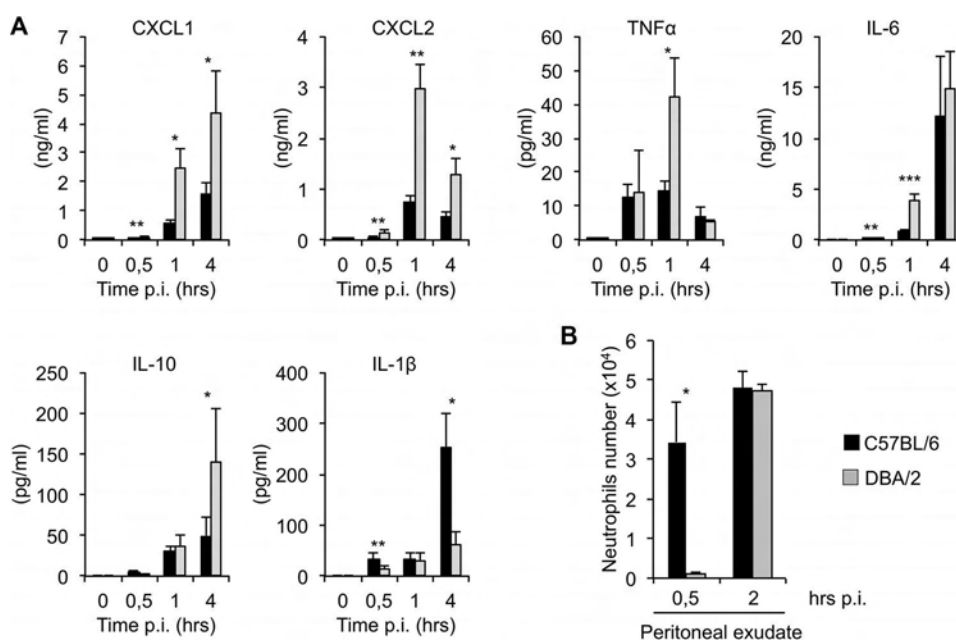 A
CXCL1
(ng/ml)
7
6
5
4
3
2
1
0
*
*
**
0 0,5 1 4
Time p.i. (hrs)
CXCL2
(ng/ml)
4
3
2
1
0
**
*
**
0 0,5 1 4
Time p.i. (hrs)
TNFα
(pg/ml)
60
50
40
30
20
10
0
*
0 0,5 1 4
Time p.i. (hrs)
IL-6
(ng/ml)
20
15
10
5
0
***
**
0 0,5 1 4
Time p.i. (hrs)
IL-10
(pg/ml)
250
200
150
100
50
0
*
0 0,5 1 4
Time p.i. (hrs)
IL-1β
(pg/ml)
400
300
200
100
0
*
**
0 0,5 1 4
Time p.i. (hrs)
B
Neutrophils number (x10⁴)
6
5
4
3
2
1
0
*
0,5 2 hrs p.i.
Peritoneal exudate
C57BL/6
DBA/2